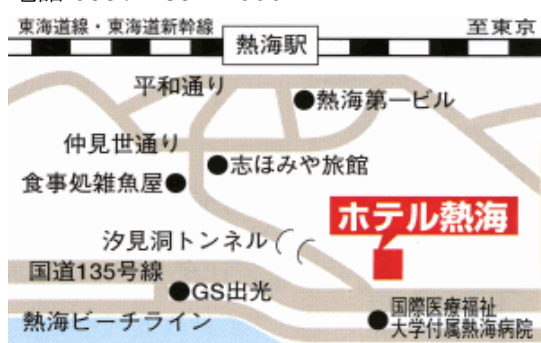 東海道線・東海道新幹線
至東京
熱海駅
平和通り
●熱海第一ビル
仲見世通り
●志ほみや旅館
食事処雑魚屋●
ホテル熱海
汐見洞トンネル
国道135号線
●GS出光
国際医療福祉
大学付属熱海病院
熱海ビーチライン